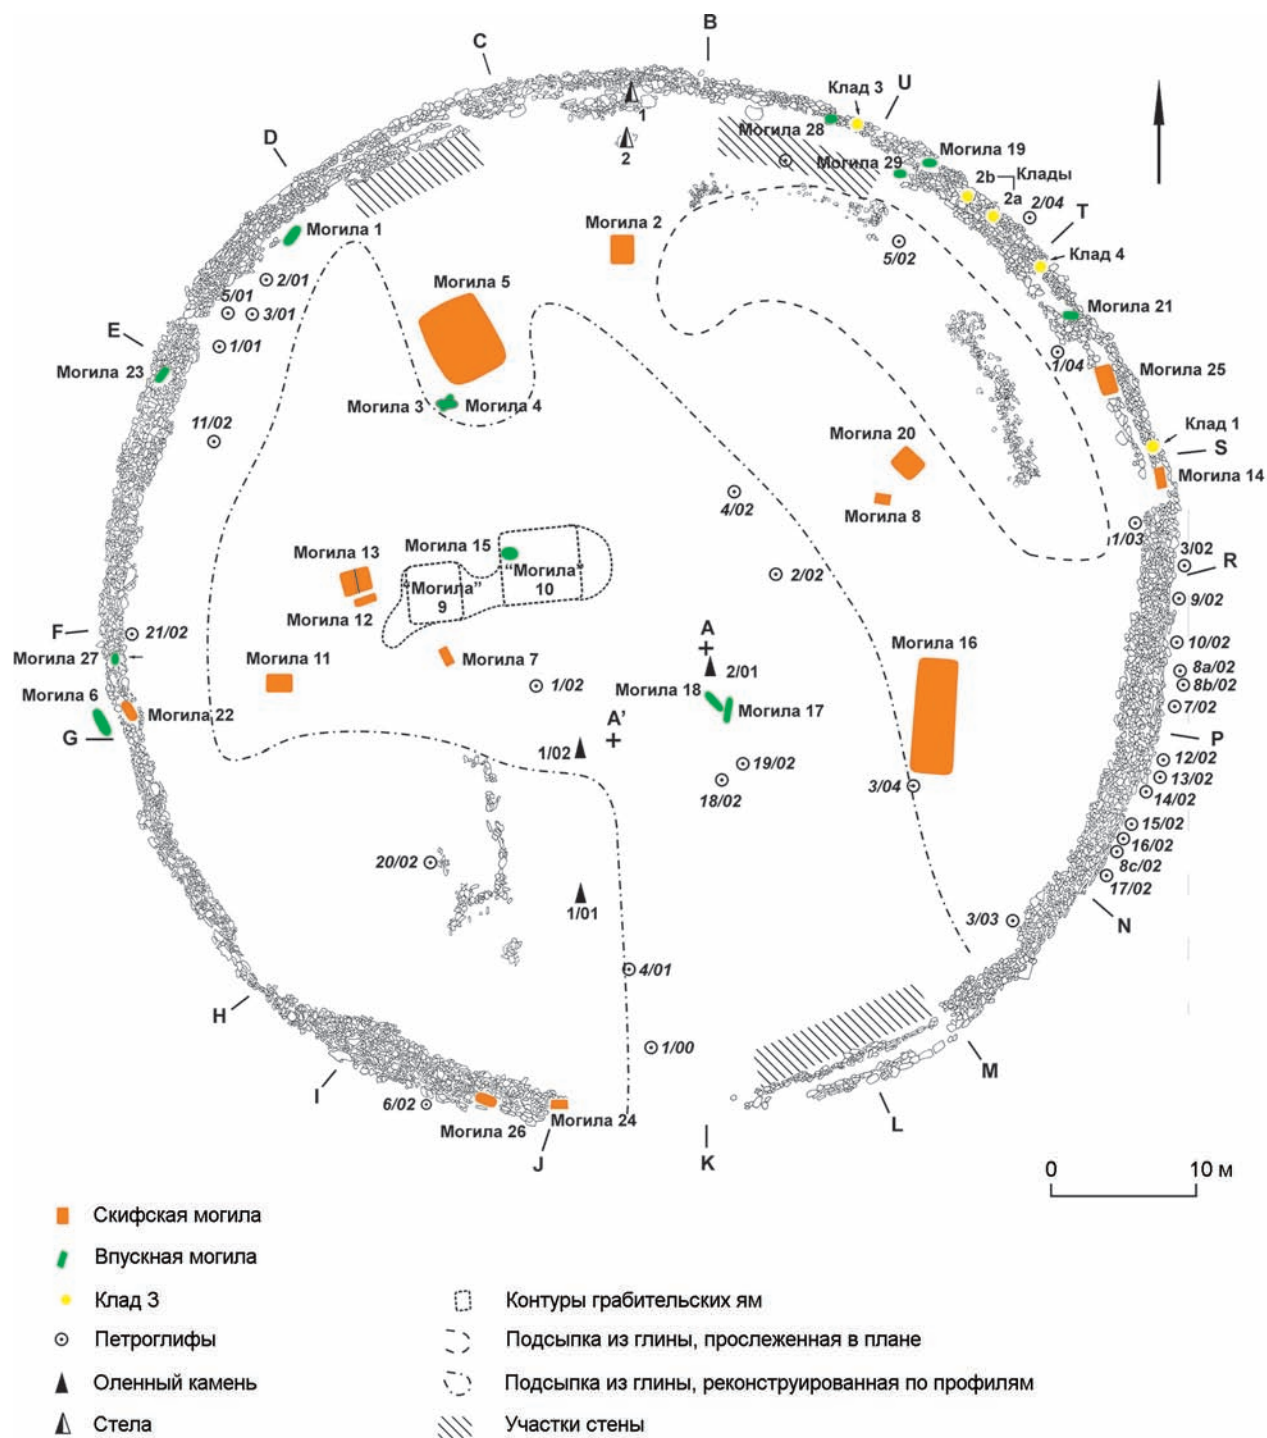 B
C
Клад 3
U
1
D
Могила 28
2
Могила 29
Могила 19
2b
Клады
2a
2/04
T
Могила 2
Могила 1
5/02
Клад 4
2/01
Могила 5
5/01
3/01
Могила 21
E
1/01
1/04
Могила 23
Могила 25
Могила 3
Могила 4
11/02
Клад 1
Могила 20
S
Могила 14
4/02
Могила 8
1/03
Могила 13
Могила 15
3/02
R
"Могила"
9
"Могила"
10
2/02
9/02
Могила 12
F
21/02
A
10/02
Могила 16
Могила 27
Могила 11
Могила 7
2/01
8a/02
8b/02
Могила 6
1/02
Могила 18
7/02
Могила 22
Могила 17
G
A'
P
1/02
12/02
19/02
13/02
18/02
3/04
14/02
15/02
16/02
20/02
8c/02
17/02
1/01
3/03
N
4/01
H
1/00
M
I
6/02
L
Могила 26
Могила 24
J
K
0
10 м
Скифская могила
Впускная могила
Клад 3
Контуры грабительских ям
Петроглифы
Подсыпка из глины, прослеженная в плане
Оленный камень
Подсыпка из глины, реконструированная по профилям
Стела
Участки стены